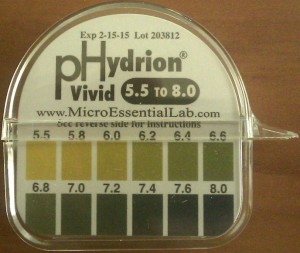 Exp 2-15-15 Lot 203812
pHydrion®
Vivid 5.5 TO 8.0
www.MicroEssentialLab.com
See reverse side for instructions
5.5 5.8 6.0 6.2 6.4 6.6
6.8 7.0 7.2 7.4 7.6 8.0